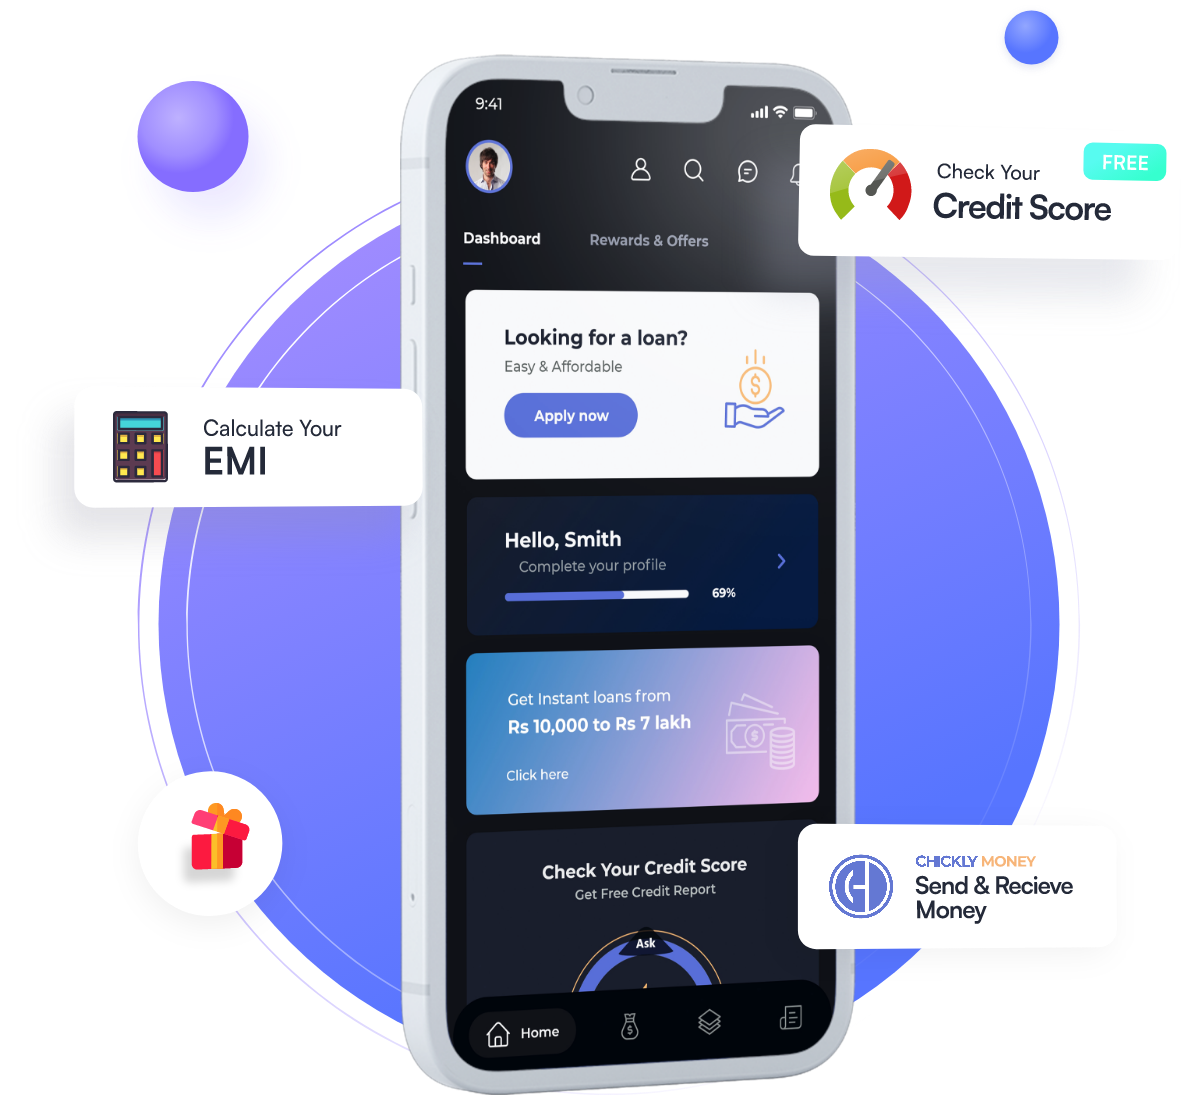 9:41
Check Your
FREE
Credit Score
Dashboard
Rewards & Offers
Looking for a loan?
Easy & Affordable
Apply now
Calculate Your
EMI
Hello, Smith
Complete your profile
69%
Get Instant loans from
Rs 10,000 to Rs 7 lakh
Click here
Check Your Credit Score
Get Free Credit Report
Ask
CHICKLY MONEY
Send & Recieve
Money
Home